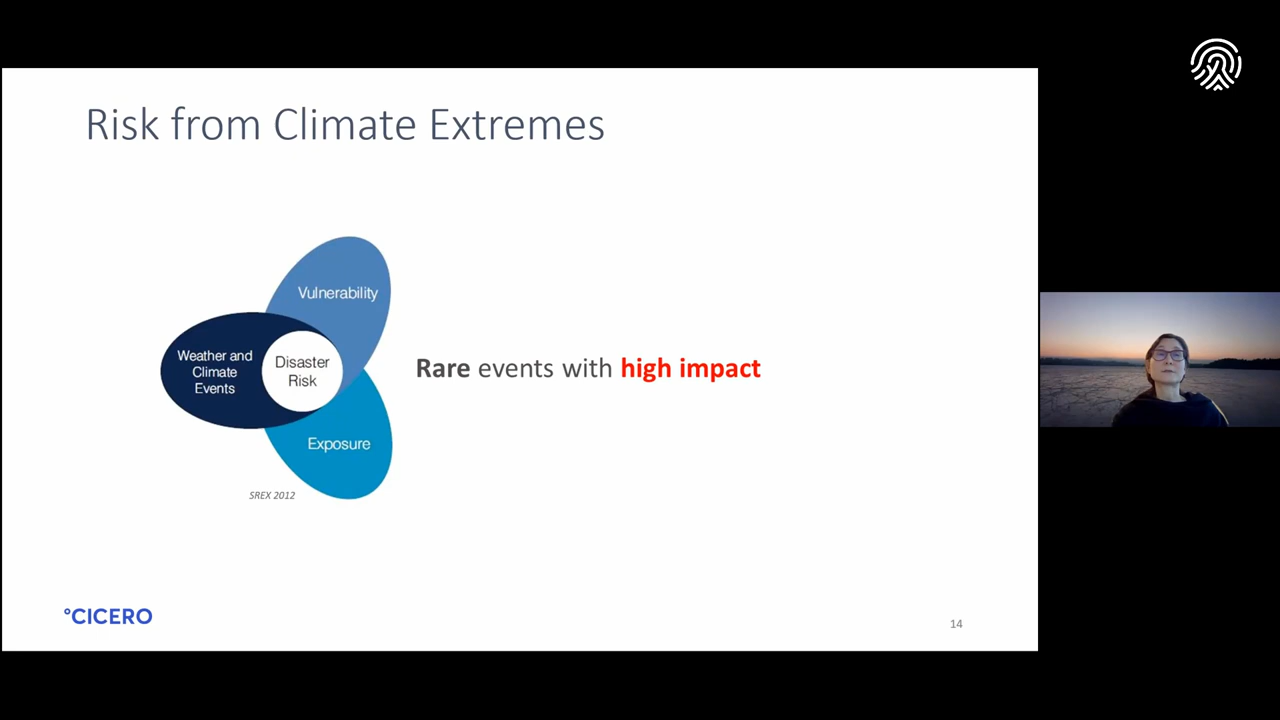 Risk from Climate Extremes
Vulnerability
Weather and
Climate
Events
Disaster
Risk
Rare events with high impact
Exposure
SREX 2012
°CICERO
14